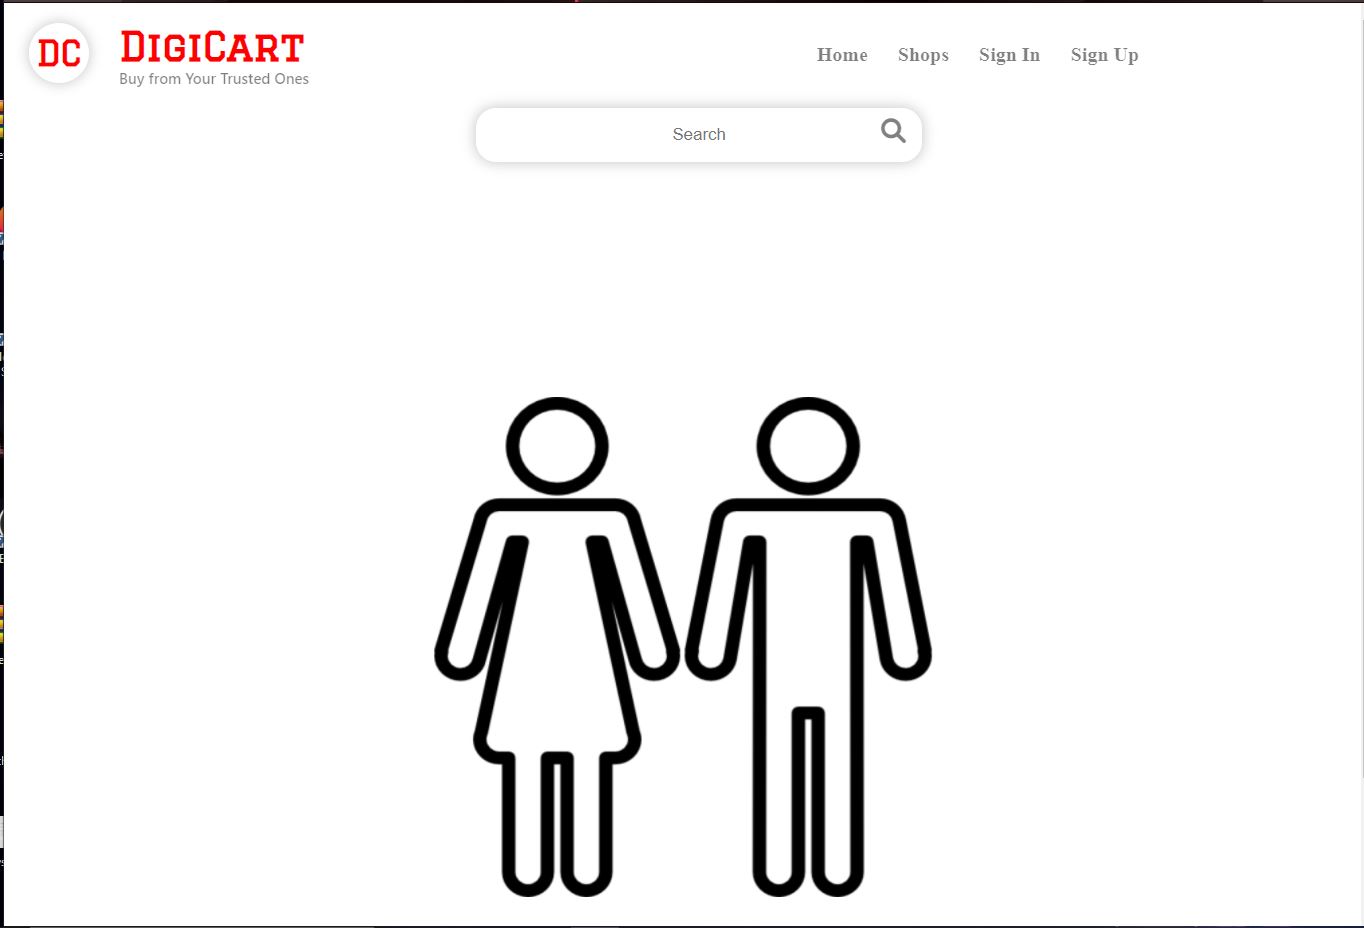 DC
DIGICART
Buy from Your Trusted Ones
Home Shops Sign In Sign Up
Search